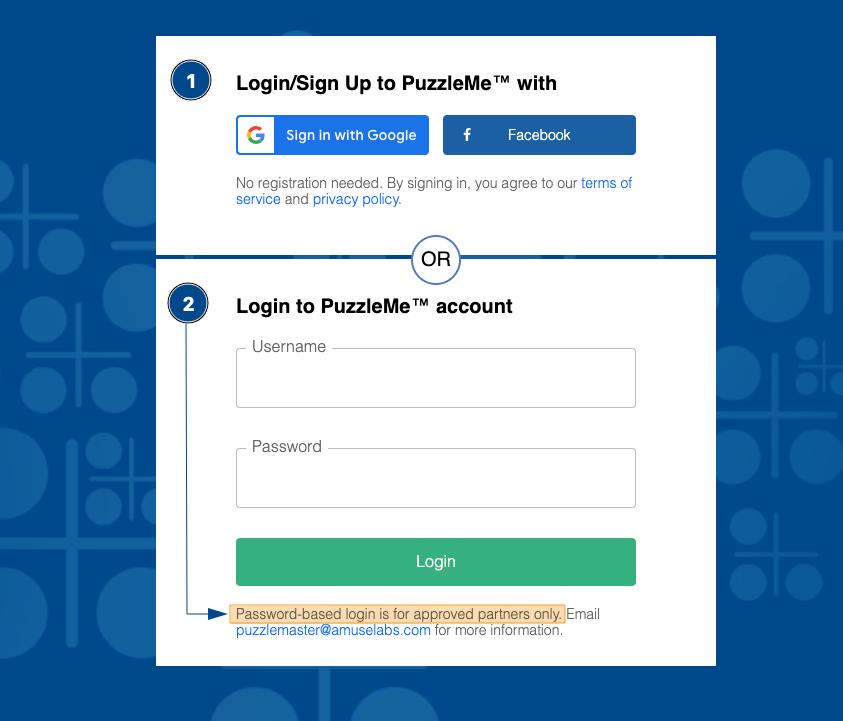 1
Login/Sign Up to PuzzleMe™ with
Sign in with Google
Facebook
No registration needed. By signing in, you agree to our terms of
service and privacy policy.
OR
2
Login to PuzzleMe™ account
Username
Password
Login
Password-based login is for approved partners only. Email
puzzlemaster@amuselabs.com for more information.